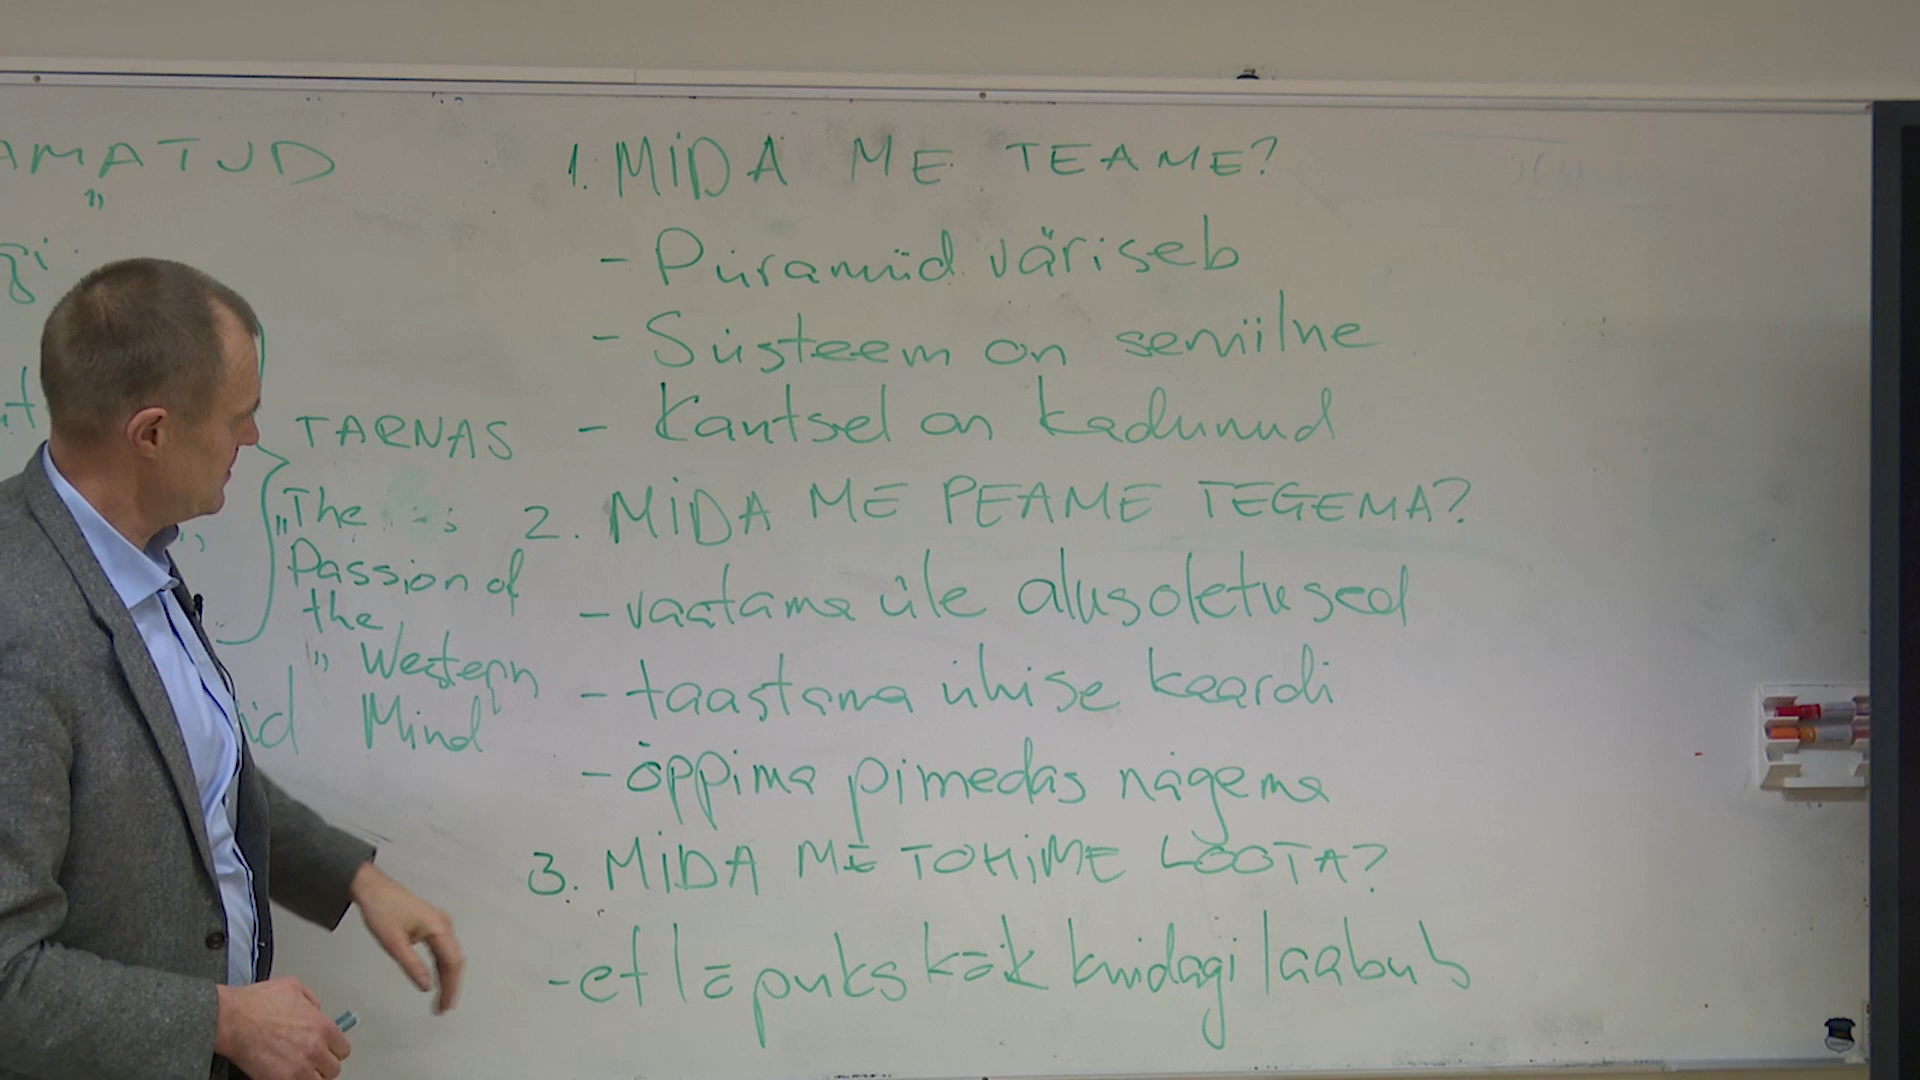 AMATUD
TARNAS
„The
Passion of
the
Western
Mind"
1. MIDA ME TEAME?
- Püramiid väriseb
- Süsteem on seniilne
- Kantsel on kadunud
2. MIDA ME PEAME TEGEMA?
- vaatama üle alusoletused
- taastama ühise kaardi
- õppima pimedas nägema
3. MIDA ME TOHIME LOOTA?
- et lõpuks kõik kuidagi laabub